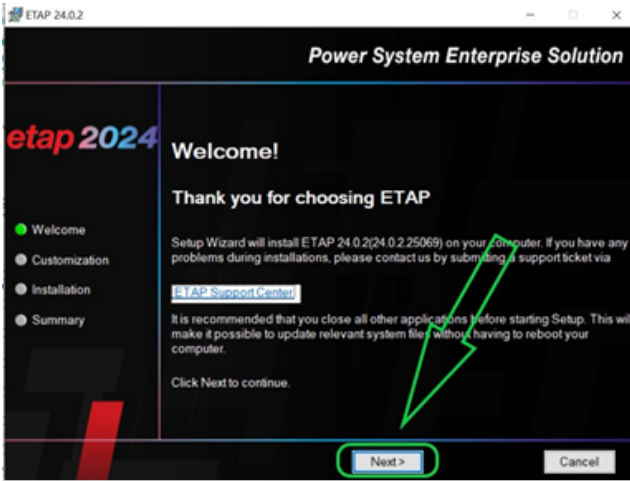 ETAP 24.0.2
Power System Enterprise Solution
etap 2024
Welcome!
Thank you for choosing ETAP
Welcome
Customization
Installation
Summary
Setup Wizard will install ETAP 24.0.2(24.0.2.25069) on your computer. If you have any
problems during installations, please contact us by submitting a support ticket via
ETAP Support Center.
It is recommended that you close all other applications before starting Setup. This wil
make it possible to update relevant system files without having to reboot your
computer.
Click Next to continue.
Next >
Cancel